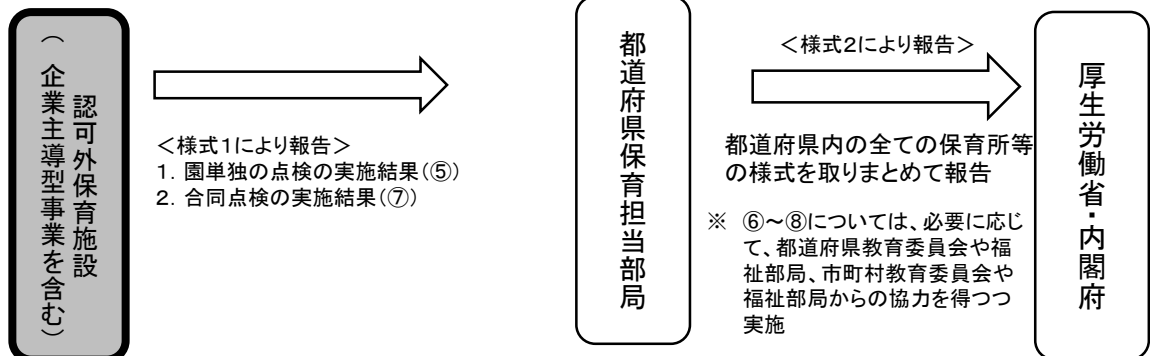 認可外保育施設
（企業主導型事業を含む）
＜様式１により報告＞
１．園単独の点検の実施結果（⑤）
２．合同点検の実施結果（⑦）
都道府県保育担当部局
＜様式２により報告＞
都道府県内の全ての保育所等
の様式を取りまとめて報告
※　⑥～⑧については、必要に応じ
て、都道府県教育委員会や福
祉部局、市町村教育委員会や
福祉部局からの協力を得つつ
実施
厚生労働省・内閣府